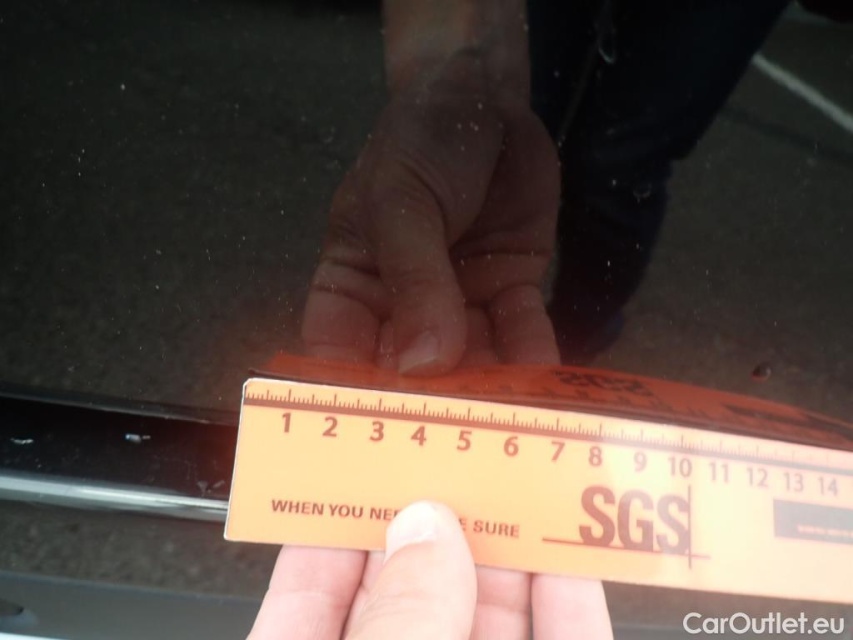 1 2 3 4 5 6 7 8 9 10 11 12 13 14
WHEN YOU NE E SURE
SGS
CarOutlet.eu